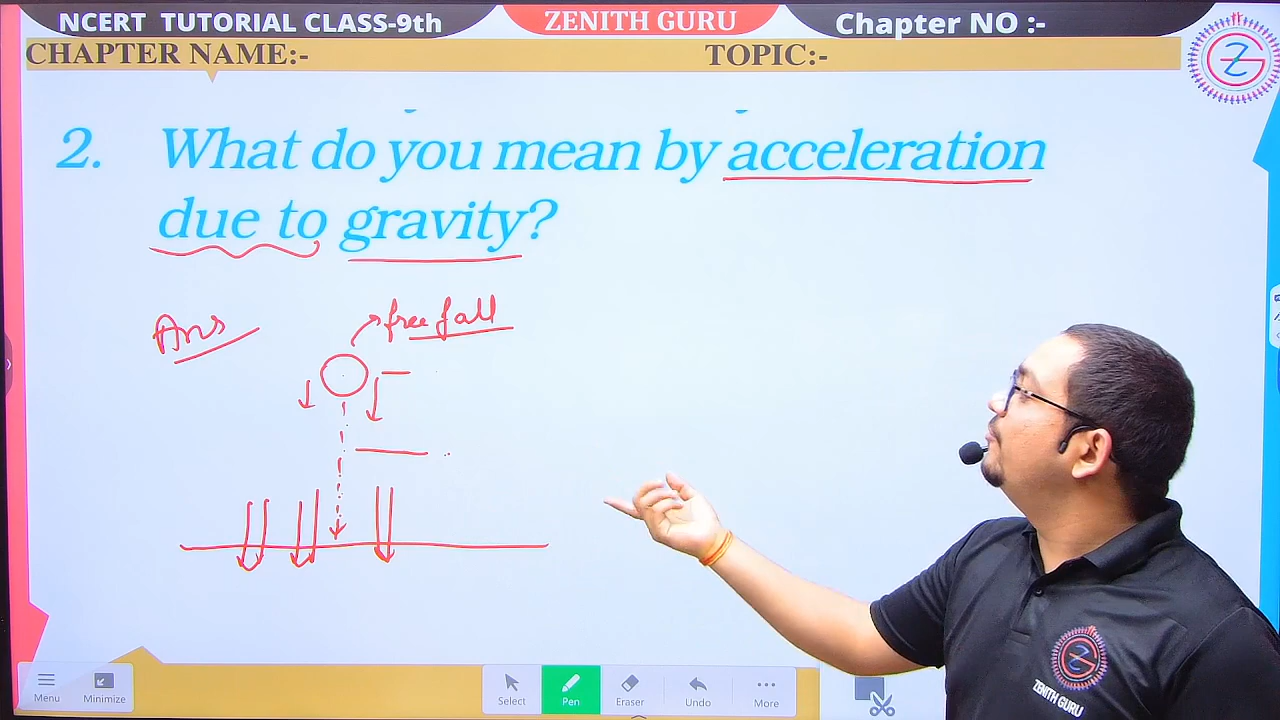 NCERT TUTORIAL CLASS-9th
ZENITH GURU
Chapter NO :-
CHAPTER NAME:-
TOPIC:-
2. What do you mean by acceleration
due to gravity?
Ans
free fall
ZENITH GURU
Menu
Minimize
Select
Pen
Eraser
Undo
More